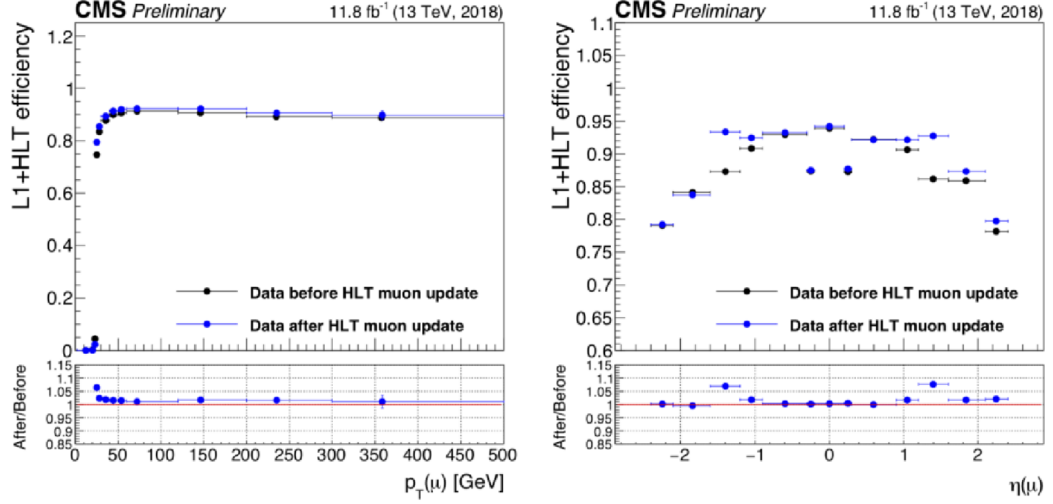 CMS Preliminary 11.8 fb⁻¹ (13 TeV, 2018)
L1+HLT efficiency
1.2
1
0.8
0.6
0.4
0.2
0
Data before HLT muon update
Data after HLT muon update
After/Before
1.15
1.1
1.05
1
0.95
0.9
0.85
0 50 100 150 200 250 300 350 400 450 500
p_T(μ) [GeV]
CMS Preliminary 11.8 fb⁻¹ (13 TeV, 2018)
L1+HLT efficiency
1.1
1.05
1
0.95
0.9
0.85
0.8
0.75
0.7
0.65
0.6
Data before HLT muon update
Data after HLT muon update
After/Before
1.15
1.1
1.05
1
0.95
0.9
0.85
−2 −1 0 1 2
η(μ)